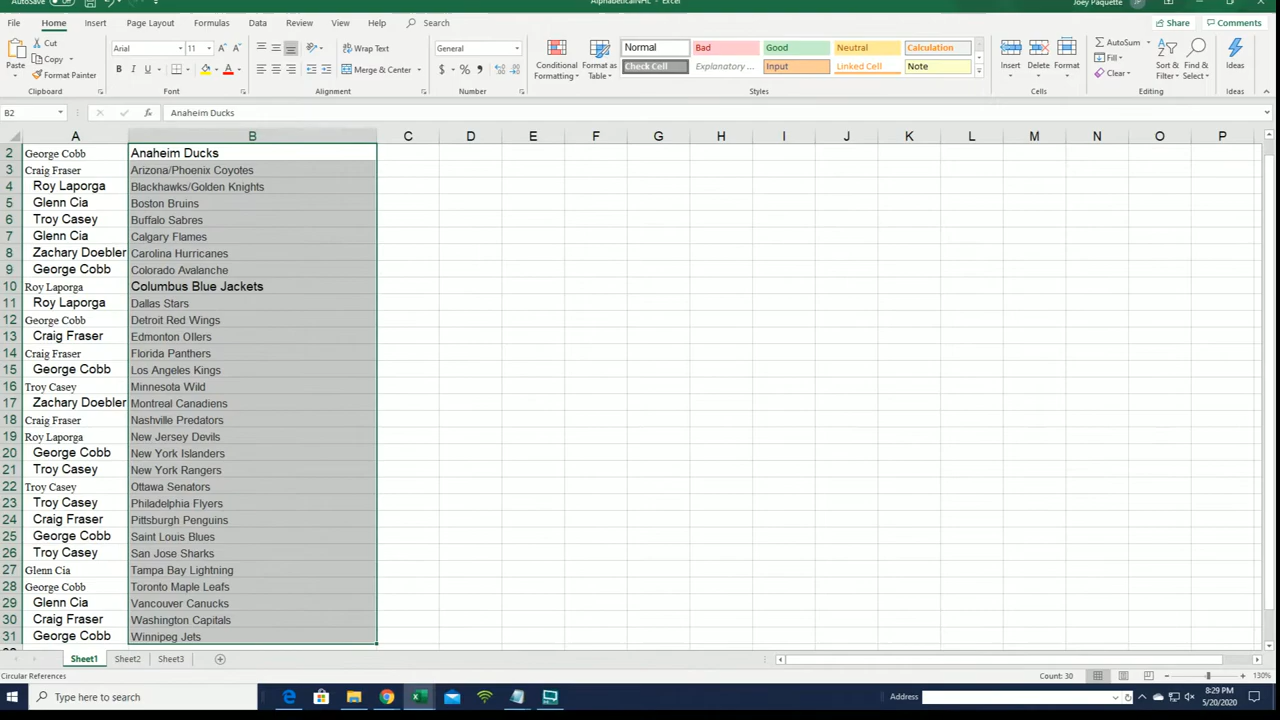 AutoSave Off AlphabeticalNHL - Excel Joey Paquette JP
File Home Insert Page Layout Formulas Data Review View Help Search Share Comments
Paste Cut Copy Format Painter Clipboard
Arial 11 A A B I U A Font
Wrap Text Merge & Center Alignment
General $ % Number
Conditional Formatting Format as Table
Normal Bad Good Neutral Calculation
Check Cell Explanatory ... Input Linked Cell Note
Styles
Insert Delete Format Cells
AutoSum Fill Clear Sort & Filter Find & Select Editing
Ideas Ideas
B2 fx Anaheim Ducks
A B C D E F G H I J K L M N O P
2 George Cobb Anaheim Ducks
3 Craig Fraser Arizona/Phoenix Coyotes
4 Roy Laporga Blackhawks/Golden Knights
5 Glenn Cia Boston Bruins
6 Troy Casey Buffalo Sabres
7 Glenn Cia Calgary Flames
8 Zachary Doebler Carolina Hurricanes
9 George Cobb Colorado Avalanche
10 Roy Laporga Columbus Blue Jackets
11 Roy Laporga Dallas Stars
12 George Cobb Detroit Red Wings
13 Craig Fraser Edmonton Oilers
14 Craig Fraser Florida Panthers
15 George Cobb Los Angeles Kings
16 Troy Casey Minnesota Wild
17 Zachary Doebler Montreal Canadiens
18 Craig Fraser Nashville Predators
19 Roy Laporga New Jersey Devils
20 George Cobb New York Islanders
21 Troy Casey New York Rangers
22 Troy Casey Ottawa Senators
23 Troy Casey Philadelphia Flyers
24 Craig Fraser Pittsburgh Penguins
25 George Cobb Saint Louis Blues
26 Troy Casey San Jose Sharks
27 Glenn Cia Tampa Bay Lightning
28 George Cobb Toronto Maple Leafs
29 Glenn Cia Vancouver Canucks
30 Craig Fraser Washington Capitals
31 George Cobb Winnipeg Jets
Sheet1 Sheet2 Sheet3
Circular References Count: 30 130%
Type here to search Address 8:29 PM
5/20/2020